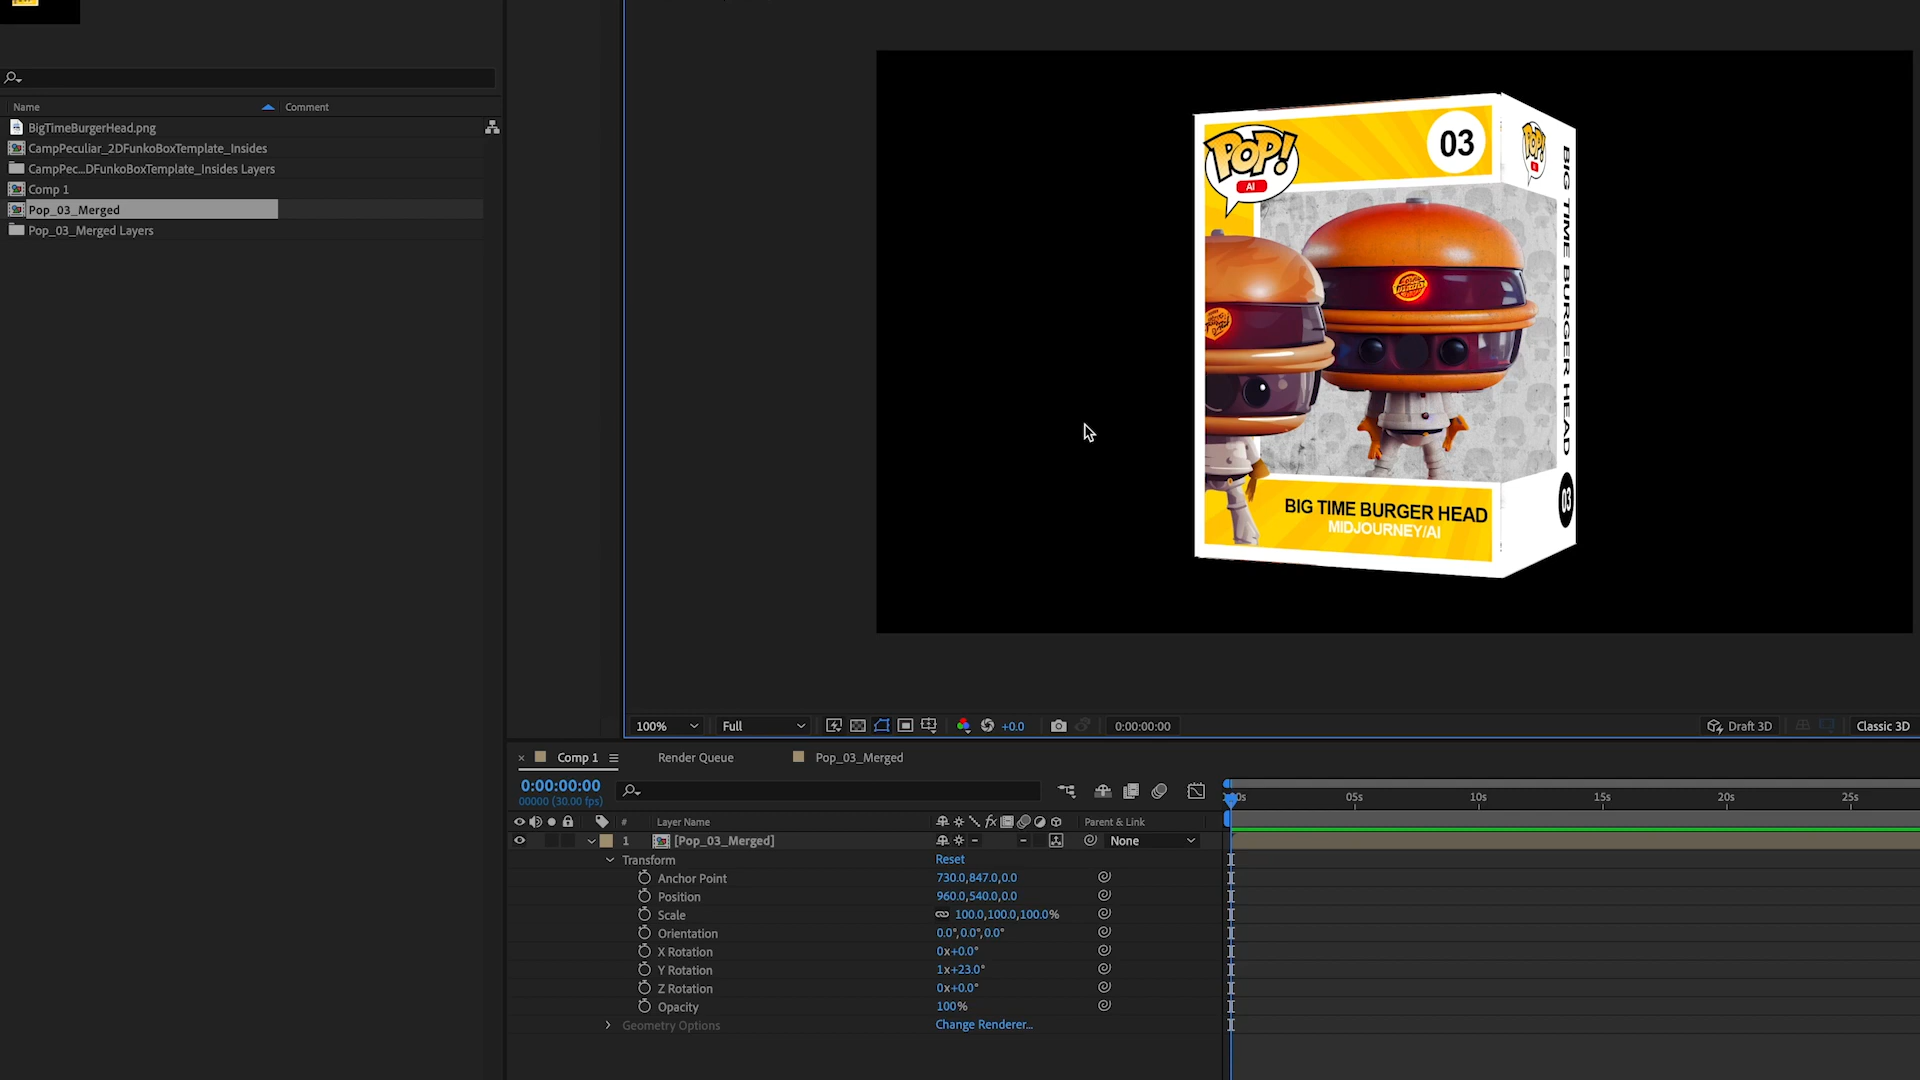 Name Comment
BigTimeBurgerHead.png
CampPeculiar_2DFunkoBoxTemplate_Insides
CampPec...DFunkoBoxTemplate_Insides Layers
Comp 1
Pop_03_Merged
Pop_03_Merged Layers
POP!
AI
03
POP!
BIG TIME BURGER HEAD
03
BIG TIME BURGER HEAD
MIDJOURNEY/AI
100% Full +0.0 0:00:00:00 Draft 3D Classic 3D
Comp 1 Render Queue Pop_03_Merged
0:00:00:00
00000 (30.00 fps)
05s 10s 15s 20s 25s
# Layer Name fx Parent & Link
1 [Pop_03_Merged] None
Transform Reset
Anchor Point 730.0,847.0,0.0
Position 960.0,540.0,0.0
Scale 100.0,100.0,100.0%
Orientation 0.0°,0.0°,0.0°
X Rotation 0x+0.0°
Y Rotation 1x+23.0°
Z Rotation 0x+0.0°
Opacity 100%
Geometry Options Change Renderer...